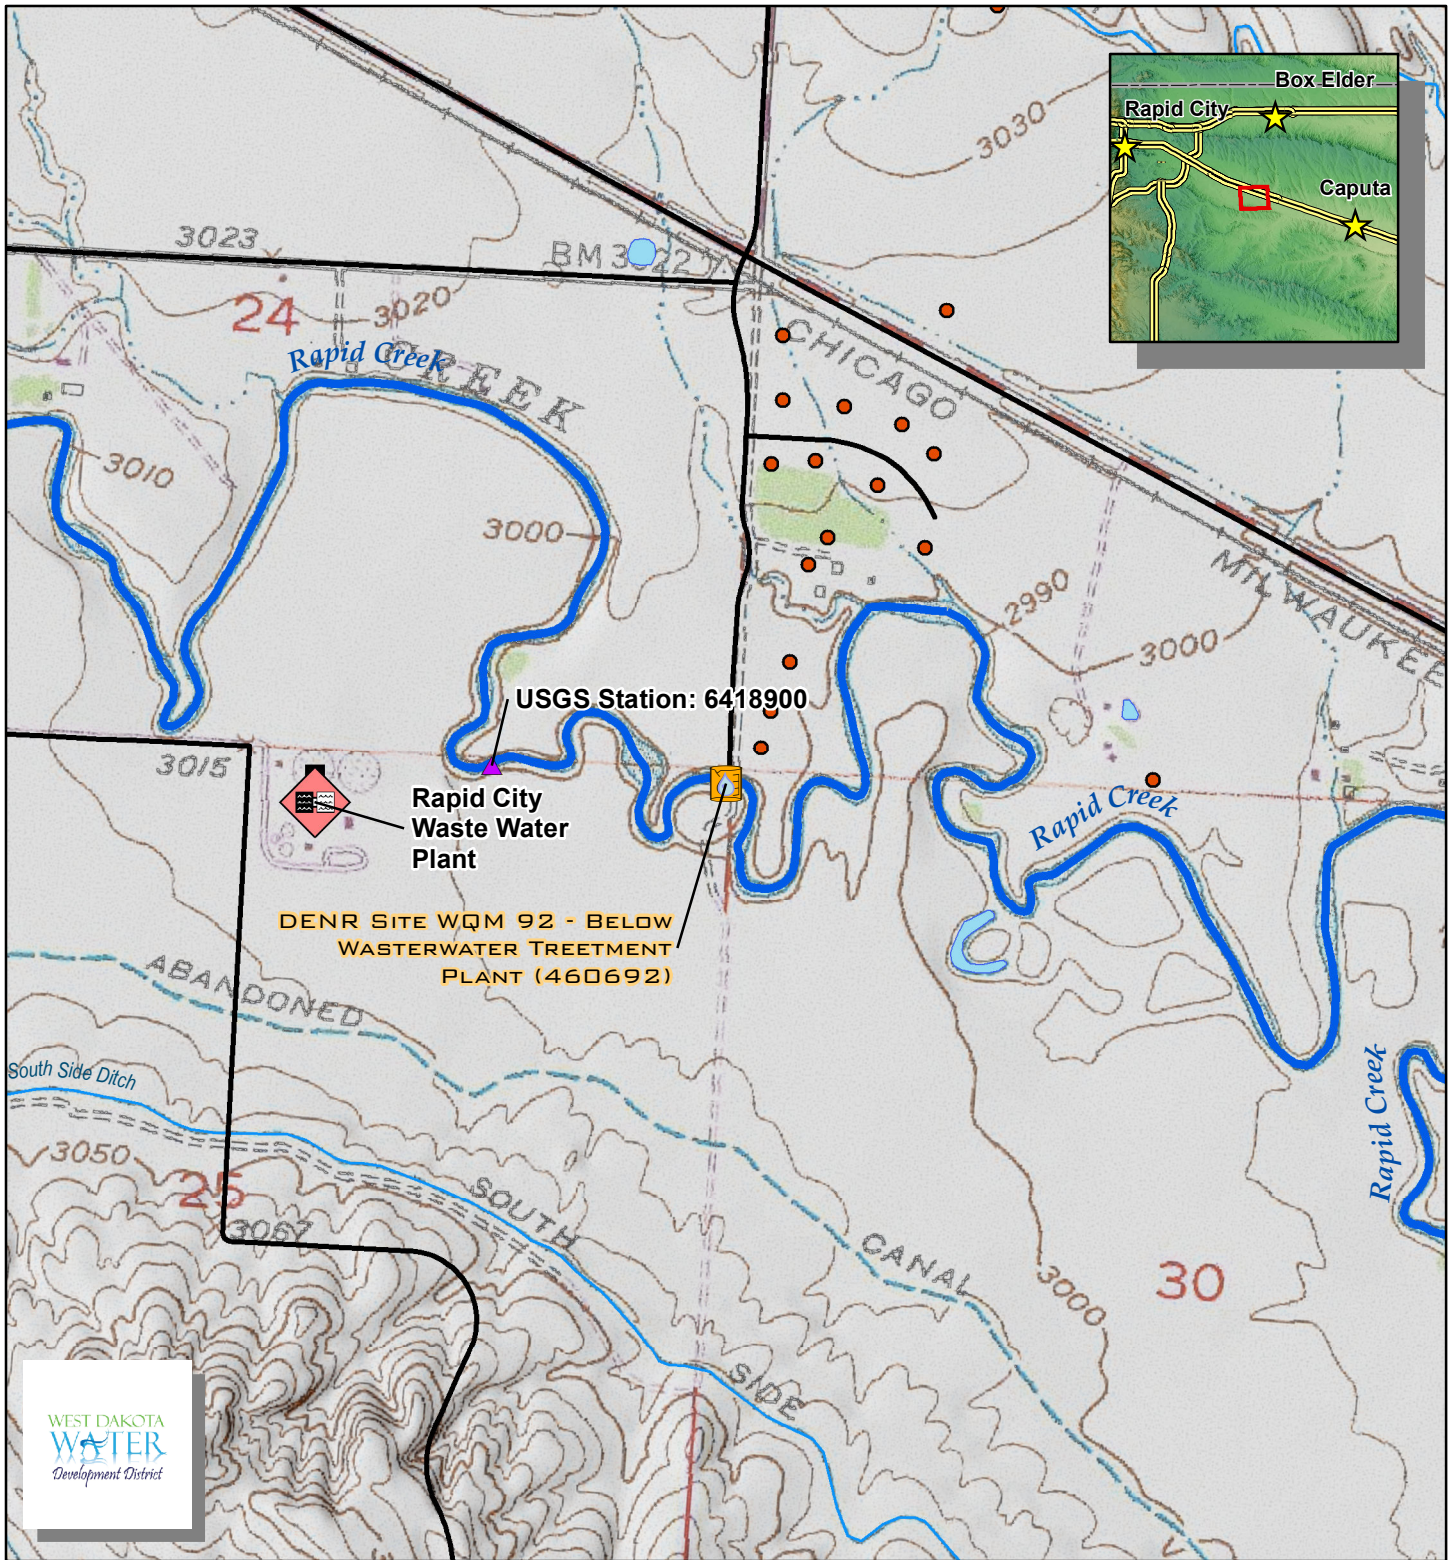 Box Elder
Rapid City
Caputa
3030
3023
BM 3022
24
3020
Rapid Creek
CREEK
CHICAGO
3010
3000
MILWAUKEE
2990
3000
USGS Station: 6418900
3015
Rapid City
Waste Water
Plant
Rapid Creek
DENR Site WQM 92 - Below
Wasterwater Treetment
Plant (460692)
ABANDONED
South Side Ditch
Rapid Creek
3050
25
SOUTH
3067
CANAL
3000
30
SIDE
WEST DAKOTA
WATER
Development District